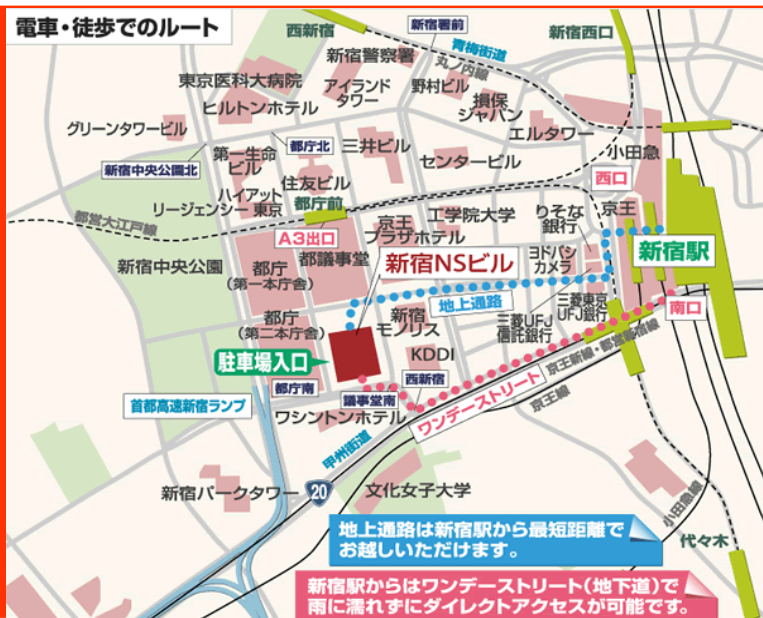 電車・徒歩でのルート
新宿署前
西新宿
青梅街道
新宿西口
新宿警察署
丸ノ内線
東京医科大病院
アイランド
タワー
野村ビル
ヒルトンホテル
損保
ジャパン
グリーンタワービル
エルタワー
都庁北
三井ビル
小田急
新宿中央公園北
第一生命
ビル
センタービル
住友ビル
西口
ハイアット
リージェンシー 東京
都庁前
工学院大学
りそな
銀行
京王
都営大江戸線
A3出口
京王
プラザホテル
新宿駅
新宿中央公園
都庁
(第一本庁舎)
都議事堂
新宿NSビル
ヨドバシ
カメラ
地上通路
三菱東京
UFJ銀行
南口
都庁
(第二本庁舎)
新宿
モノリス
三菱UFJ
信託銀行
駐車場入口
KDDI
京王新線・都営新宿線
都庁南
西新宿
首都高速新宿ランプ
議事堂南
ワンデーストリート
京王線
ワシントンホテル
甲州街道
新宿パークタワー
20
文化女子大学
小田急線
代々木
地上通路は新宿駅から最短距離で
お越しいただけます。
新宿駅からはワンデーストリート(地下道)で
雨に濡れずにダイレクトアクセスが可能です。